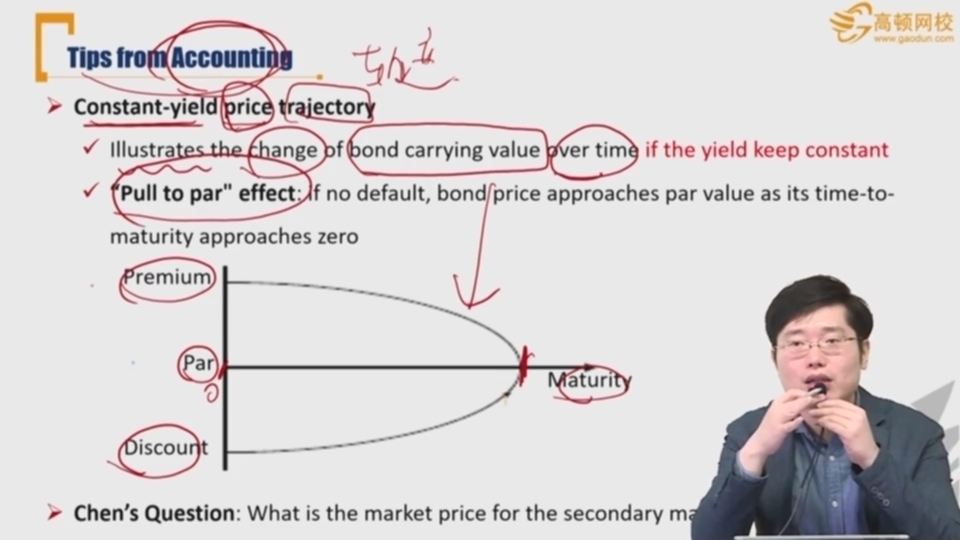 高顿网校
www.gaodun.com
Tips from Accounting
轨迹
Constant-yield price trajectory
Illustrates the change of bond carrying value over time if the yield keep constant
"Pull to par" effect: if no default, bond price approaches par value as its time-to-
maturity approaches zero
Premium
Par
0
Maturity
Discount
Chen's Question: What is the market price for the secondary